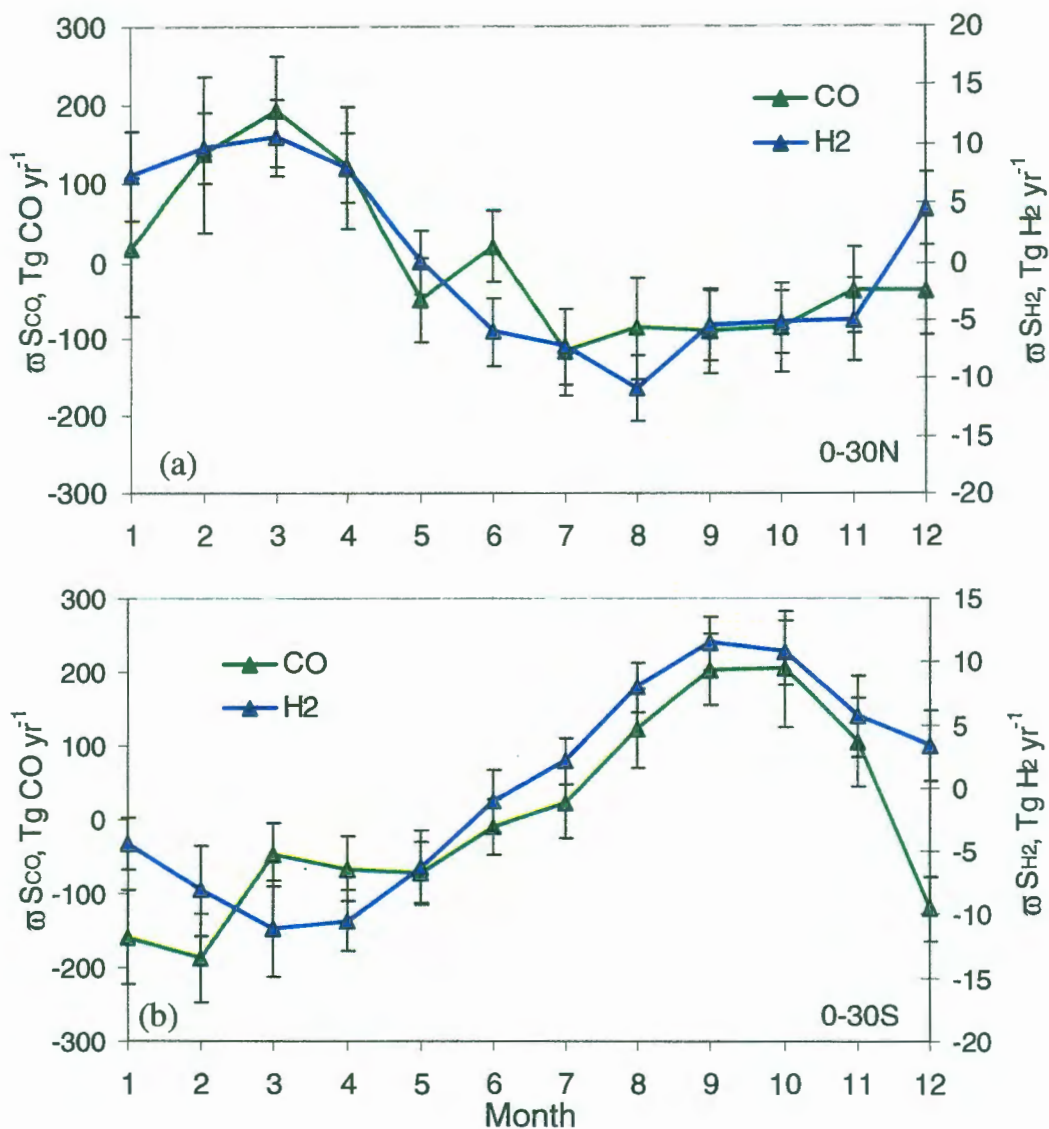 300
200
100
0
-100
-200
-300
ϖ Sco, Tg CO yr-1
20
15
10
5
0
-5
-10
-15
-20
ϖ SH2, Tg H2 yr-1
CO
H2
(a)
0-30N
1 2 3 4 5 6 7 8 9 10 11 12
300
200
100
0
-100
-200
-300
ϖ Sco, Tg CO yr-1
15
10
5
0
-5
-10
-15
-20
ϖ SH2, Tg H2 yr-1
CO
H2
(b)
0-30S
1 2 3 4 5 6 7 8 9 10 11 12
Month